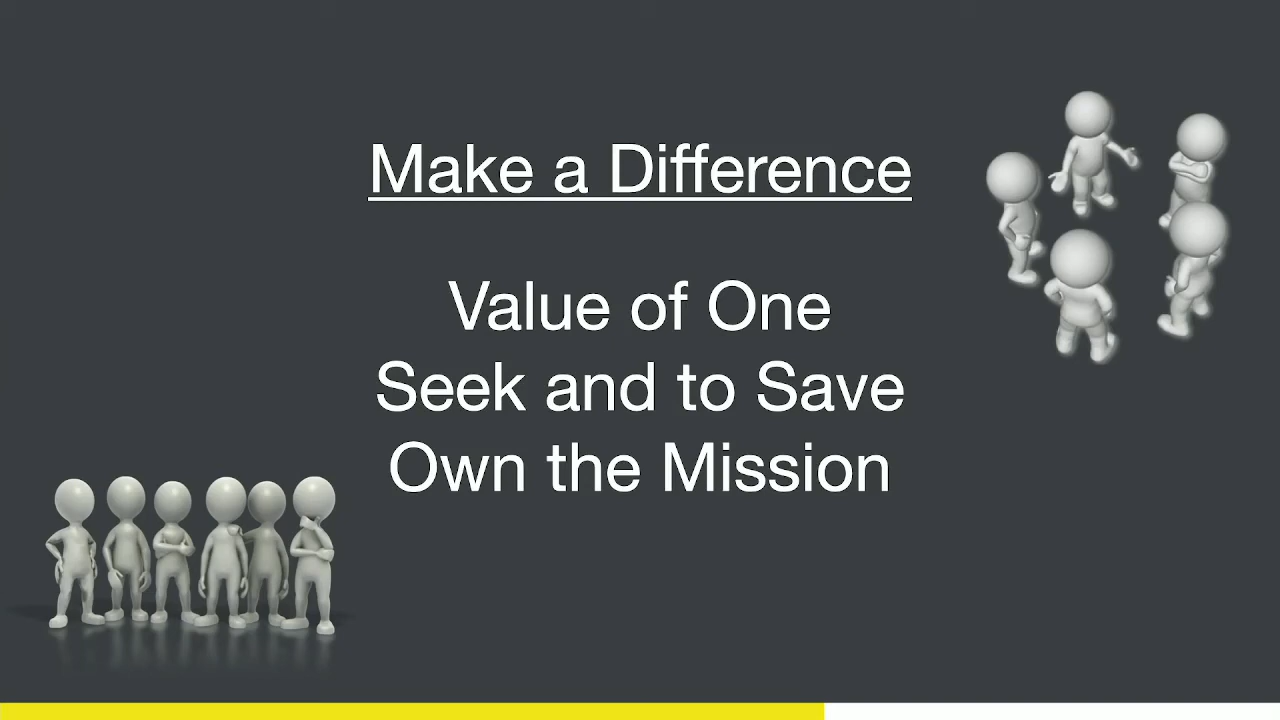 Make a Difference
Value of One
Seek and to Save
Own the Mission